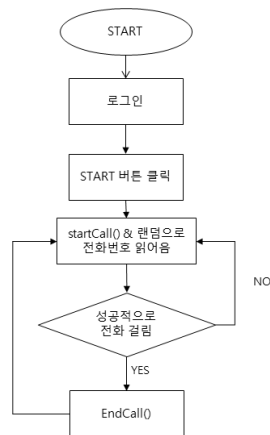 START
로그인
START 버튼 클릭
startCall() & 랜덤으로
전화번호 읽어옴
성공적으로
전화 걸림
NO
YES
EndCall()